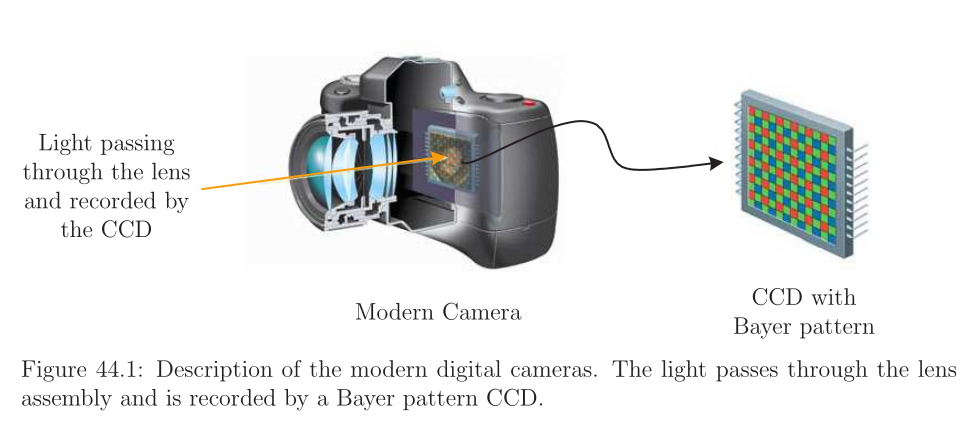 Light passing
through the lens
and recorded by
the CCD
Modern Camera
CCD with
Bayer pattern
Figure 44.1: Description of the modern digital cameras. The light passes through the lens
assembly and is recorded by a Bayer pattern CCD.